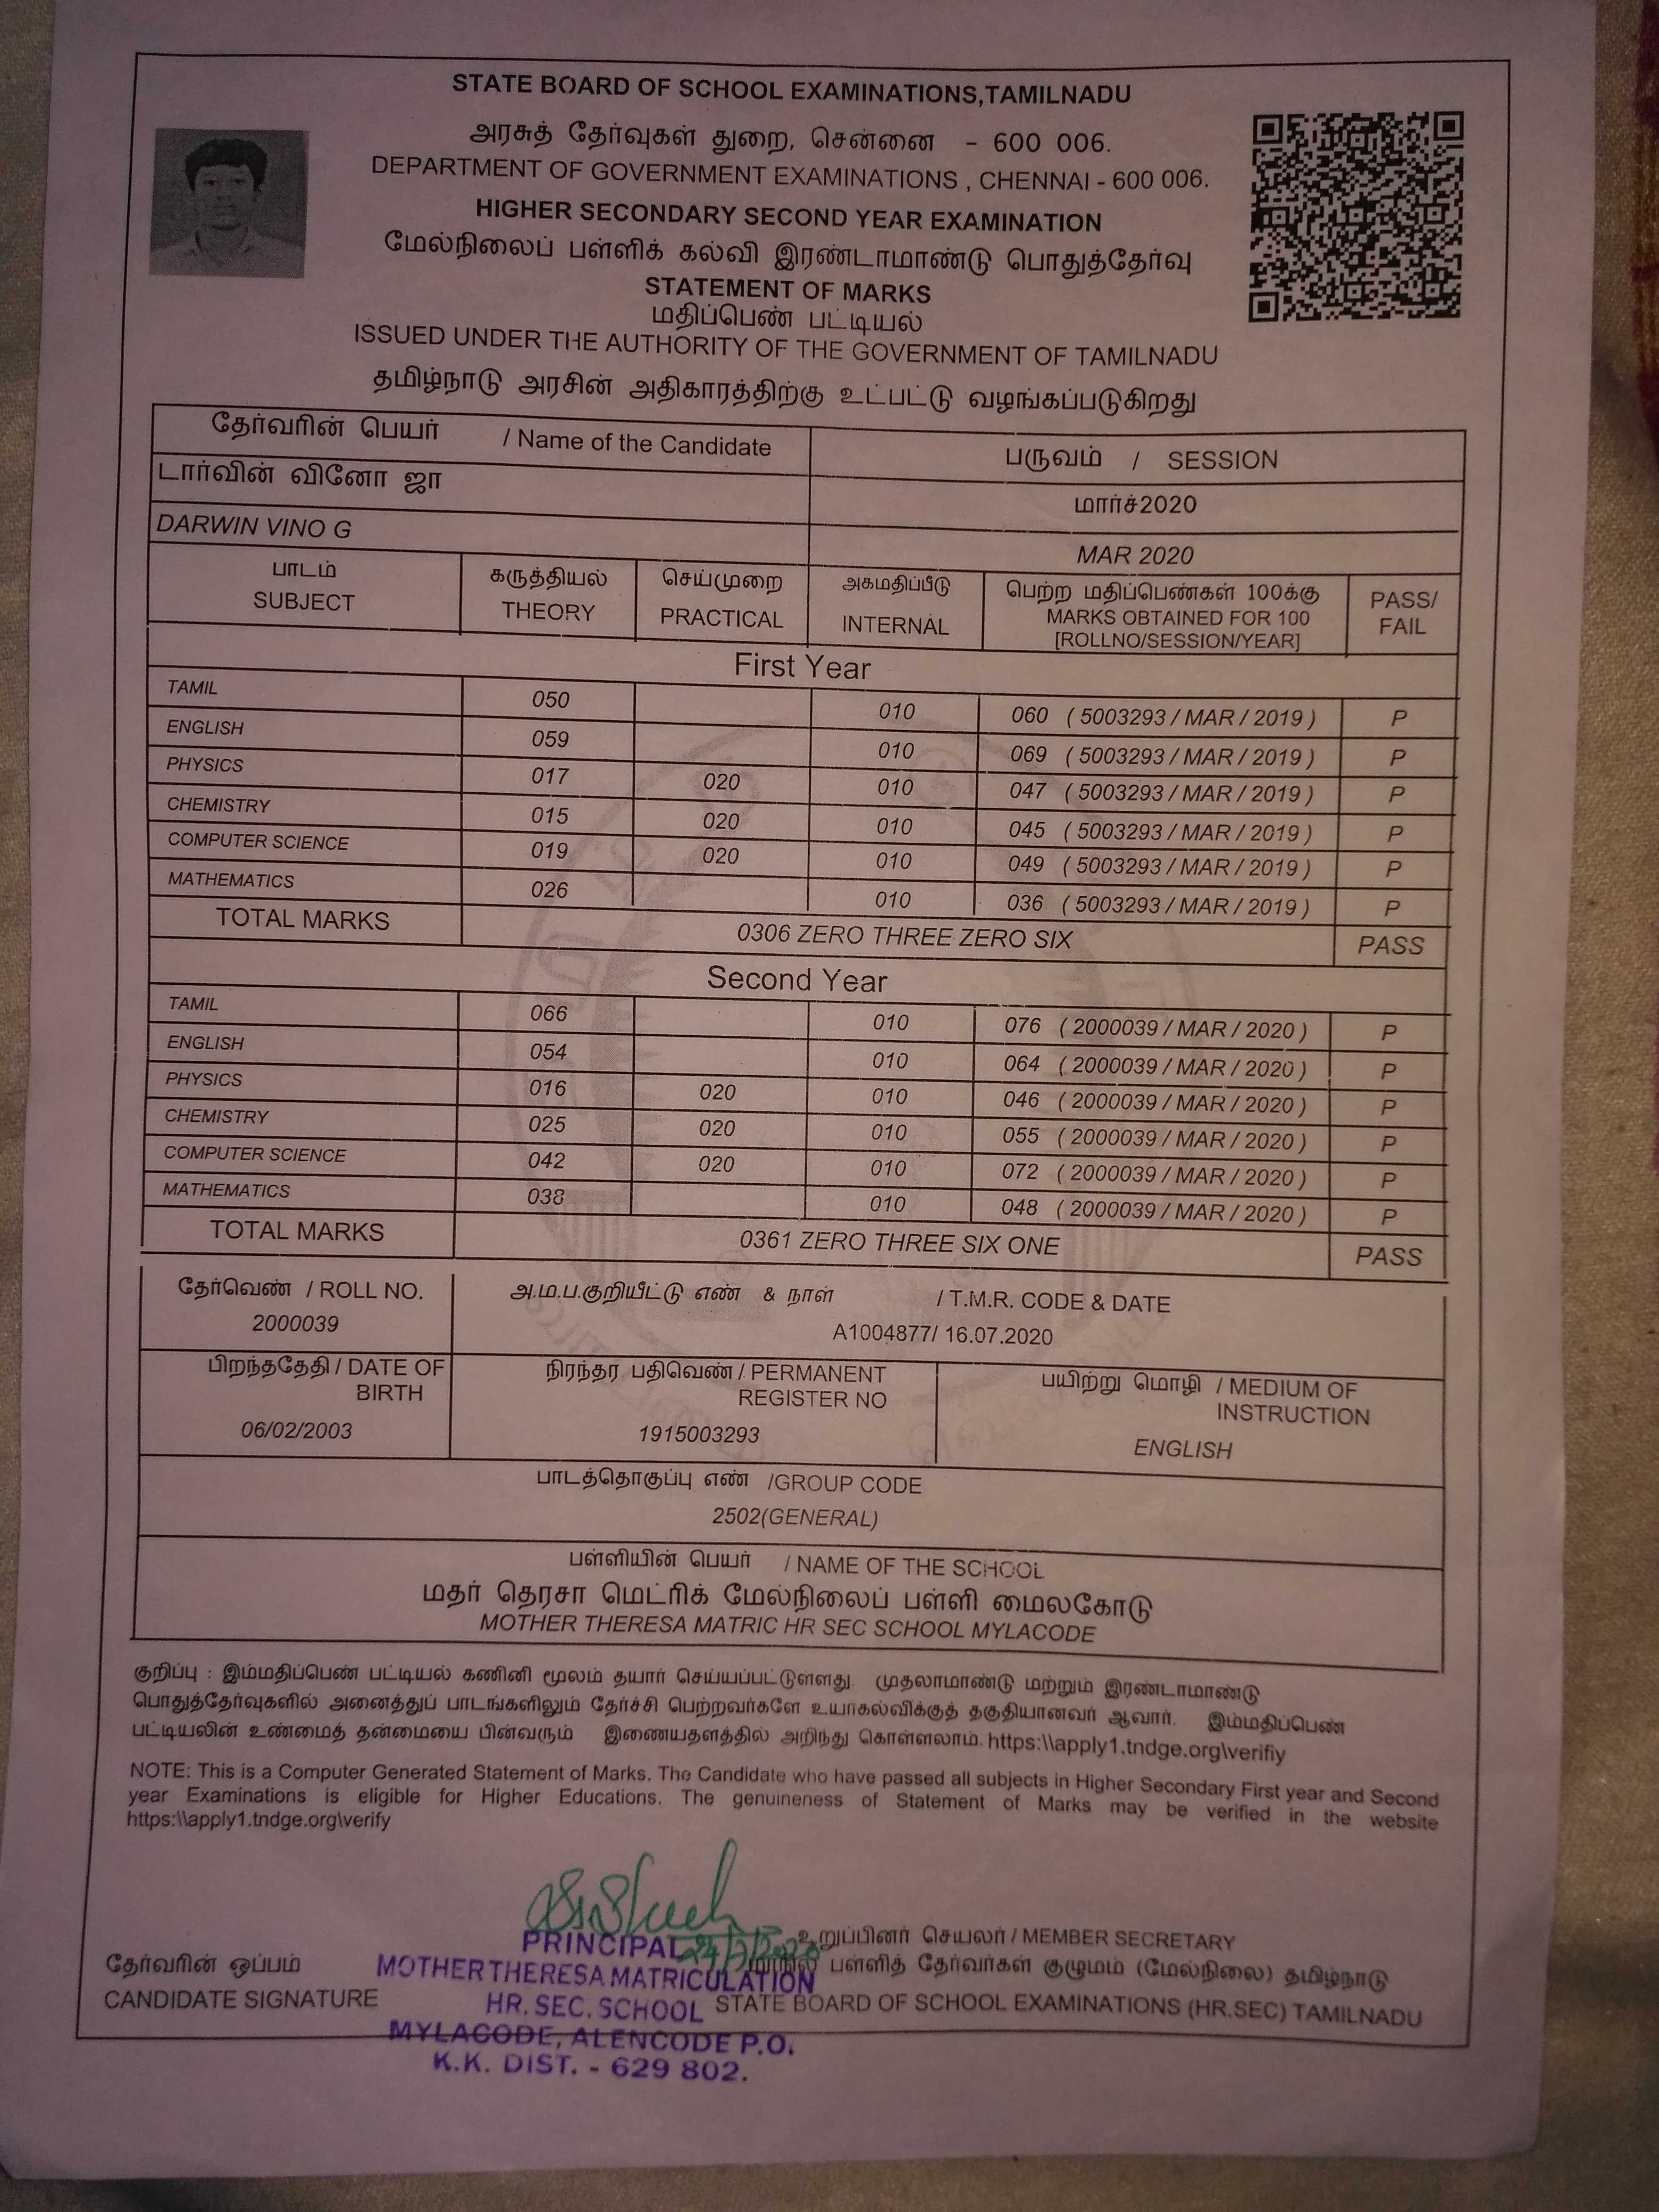 STATE BOARD OF SCHOOL EXAMINATIONS,TAMILNADU
அரசுத் தேர்வுகள் துறை, சென்னை - 600 006.
DEPARTMENT OF GOVERNMENT EXAMINATIONS , CHENNAI - 600 006.
HIGHER SECONDARY SECOND YEAR EXAMINATION
மேல்நிலைப் பள்ளிக் கல்வி இரண்டாமாண்டு பொதுத்தேர்வு
STATEMENT OF MARKS
மதிப்பெண் பட்டியல்
ISSUED UNDER THE AUTHORITY OF THE GOVERNMENT OF TAMILNADU
தமிழ்நாடு அரசின் அதிகாரத்திற்கு உட்பட்டு வழங்கப்படுகிறது
தேர்வரின் பெயர் / Name of the Candidate பருவம் / SESSION
டார்வின் வினோ ஜா மார்ச்2020
DARWIN VINO G MAR 2020
பாடம் கருத்தியல் செய்முறை அகமதிப்பீடு பெற்ற மதிப்பெண்கள் 100க்கு PASS/
SUBJECT THEORY PRACTICAL INTERNAL MARKS OBTAINED FOR 100 FAIL
[ROLLNO/SESSION/YEAR]
First Year
TAMIL 050 010 060 ( 5003293 / MAR / 2019 ) P
ENGLISH 059 010 069 ( 5003293 / MAR / 2019 ) P
PHYSICS 017 020 010 047 ( 5003293 / MAR / 2019 ) P
CHEMISTRY 015 020 010 045 ( 5003293 / MAR / 2019 ) P
COMPUTER SCIENCE 019 020 010 049 ( 5003293 / MAR / 2019 ) P
MATHEMATICS 026 010 036 ( 5003293 / MAR / 2019 ) P
TOTAL MARKS 0306 ZERO THREE ZERO SIX PASS
Second Year
TAMIL 066 010 076 ( 2000039 / MAR / 2020 ) P
ENGLISH 054 010 064 ( 2000039 / MAR / 2020 ) P
PHYSICS 016 020 010 046 ( 2000039 / MAR / 2020 ) P
CHEMISTRY 025 020 010 055 ( 2000039 / MAR / 2020 ) P
COMPUTER SCIENCE 042 020 010 072 ( 2000039 / MAR / 2020 ) P
MATHEMATICS 038 010 048 ( 2000039 / MAR / 2020 ) P
TOTAL MARKS 0361 ZERO THREE SIX ONE PASS
தேர்வெண் / ROLL NO. அ.ம.ப.குறியீட்டு எண் & நாள் / T.M.R. CODE & DATE
2000039 A1004877/ 16.07.2020
பிறந்ததேதி / DATE OF BIRTH நிரந்தர பதிவெண் / PERMANENT REGISTER NO பயிற்று மொழி / MEDIUM OF INSTRUCTION
06/02/2003 1915003293 ENGLISH
பாடத்தொகுப்பு எண் /GROUP CODE
2502(GENERAL)
பள்ளியின் பெயர் / NAME OF THE SCHOOL
மதர் தெரசா மெட்ரிக் மேல்நிலைப் பள்ளி மைலகோடு
MOTHER THERESA MATRIC HR SEC SCHOOL MYLACODE
குறிப்பு : இம்மதிப்பெண் பட்டியல் கணினி மூலம் தயார் செய்யப்பட்டுள்ளது. முதலாமாண்டு மற்றும் இரண்டாமாண்டு
பொதுத்தேர்வுகளில் அனைத்துப் பாடங்களிலும் தேர்ச்சி பெற்றவர்களே உயர்கல்விக்குத் தகுதியானவர் ஆவார். இம்மதிப்பெண்
பட்டியலின் உண்மைத் தன்மையை பின்வரும் இணையதளத்தில் அறிந்து கொள்ளலாம். https:\\apply1.tndge.org\verifiy
NOTE: This is a Computer Generated Statement of Marks. The Candidate who have passed all subjects in Higher Secondary First year and Second
year Examinations is eligible for Higher Educations. The genuineness of Statement of Marks may be verified in the website
https:\\apply1.tndge.org\verify
PRINCIPAL 24/7/2020 உறுப்பினர் செயலர் / MEMBER SECRETARY
தேர்வரின் ஒப்பம் MOTHER THERESA MATRICULATION மாநில பள்ளித் தேர்வர்கள் குழுமம் (மேல்நிலை) தமிழ்நாடு
CANDIDATE SIGNATURE HR. SEC. SCHOOL STATE BOARD OF SCHOOL EXAMINATIONS (HR.SEC) TAMILNADU
MYLACODE, ALENCODE P.O.
K.K. DIST. - 629 802.